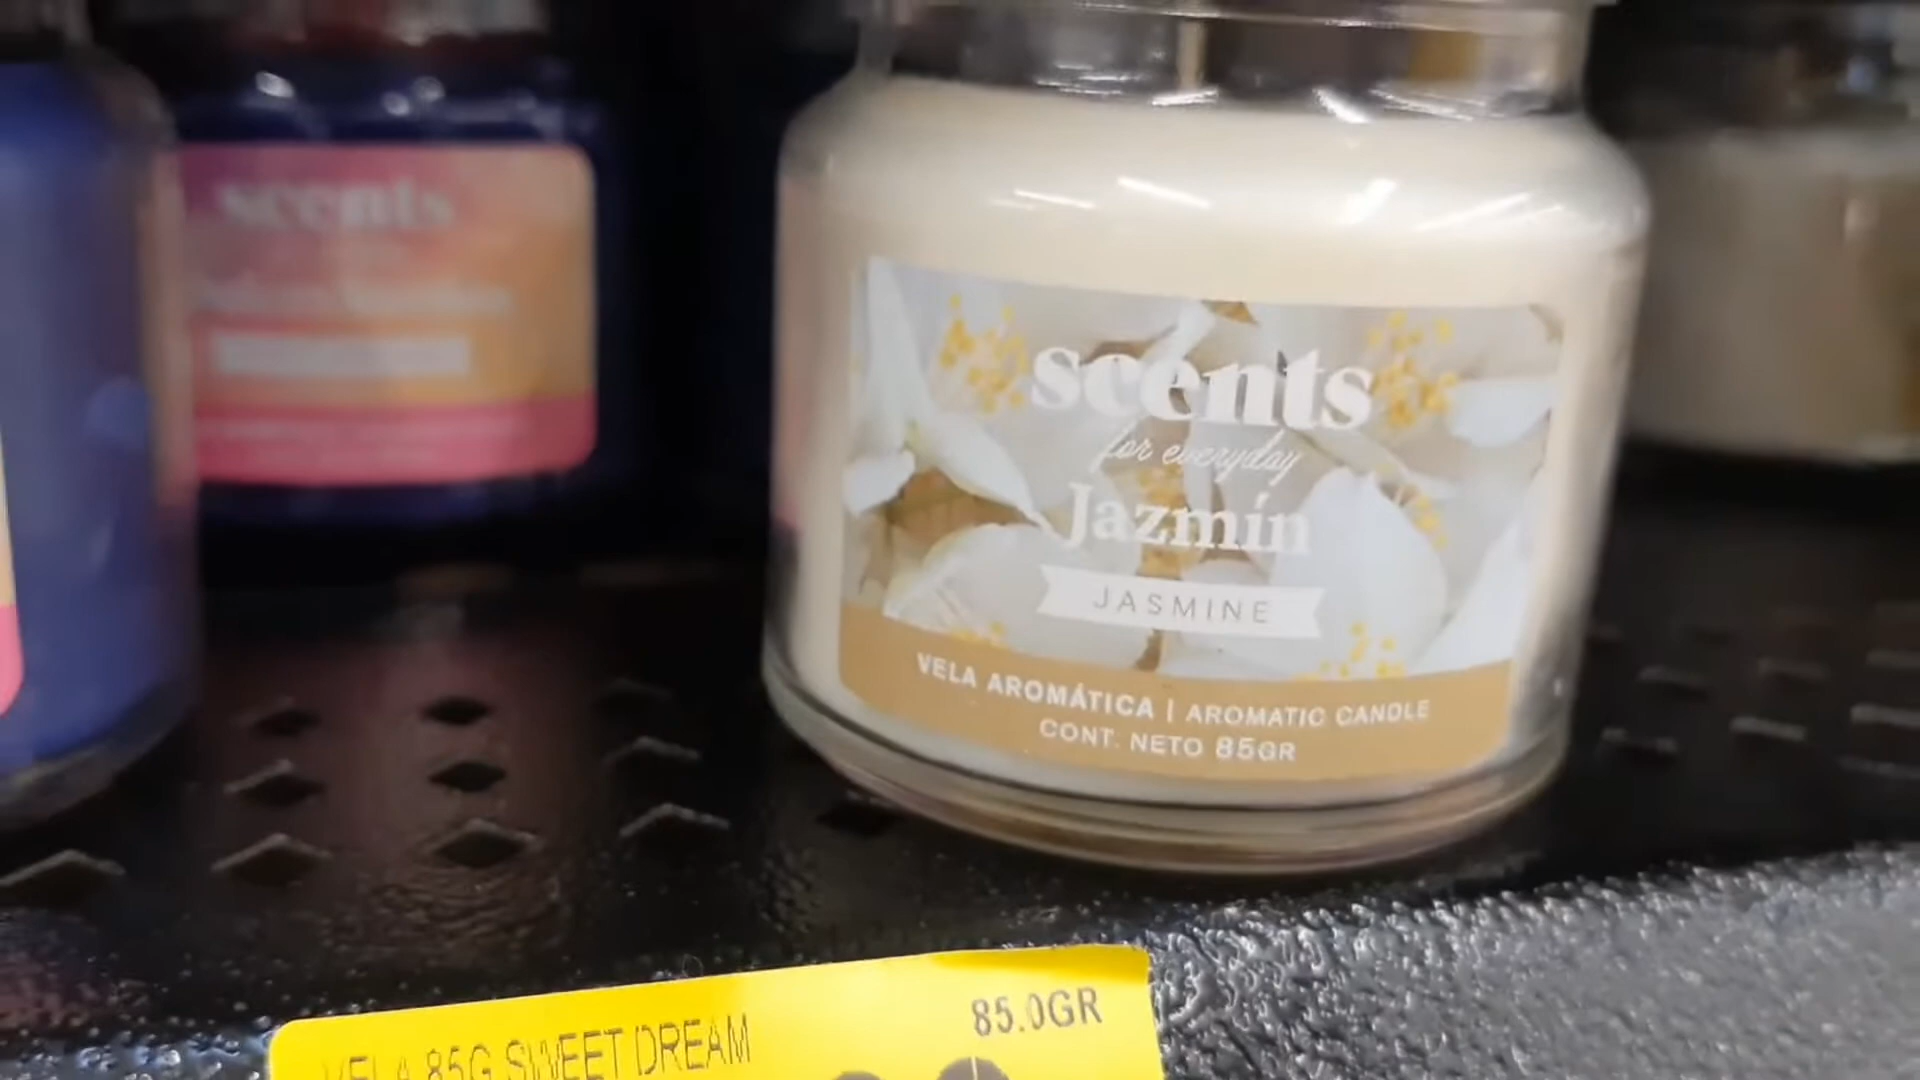 scents
scents
for everyday
Jazmín
JASMINE
VELA AROMÁTICA | AROMATIC CANDLE
CONT. NETO 85GR
85.0GR
VELA 85G SWEET DREAM